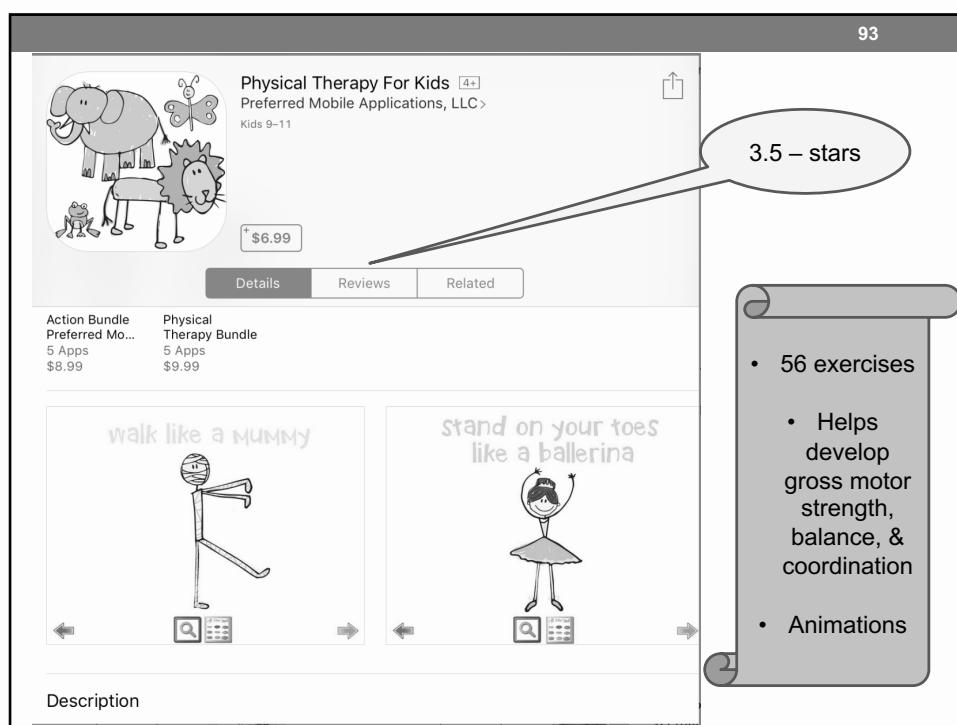 93
Physical Therapy For Kids 4+
Preferred Mobile Applications, LLC>
Kids 9–11
+ $6.99
3.5 – stars
Details Reviews Related
Action Bundle
Preferred Mo...
5 Apps
$8.99
Physical
Therapy Bundle
5 Apps
$9.99
walk like a MUMMY
stand on your toes
like a ballerina
Description
• 56 exercises
• Helps
develop
gross motor
strength,
balance, &
coordination
• Animations